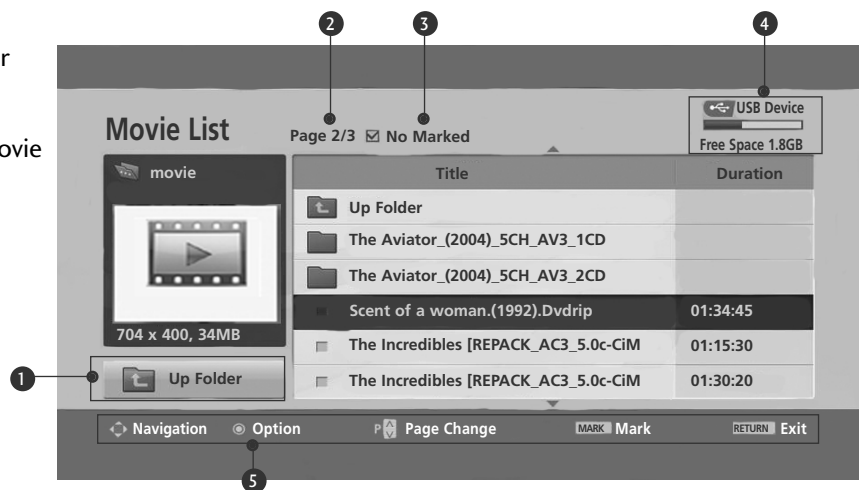 2 3 4
r
ovie
USB Device
Free Space 1.8GB
Movie List
Page 2/3 No Marked
movie
Title Duration
Up Folder
The Aviator_(2004)_5CH_AV3_1CD
The Aviator_(2004)_5CH_AV3_2CD
Scent of a woman.(1992).Dvdrip 01:34:45
The Incredibles [REPACK_AC3_5.0c-CiM 01:15:30
The Incredibles [REPACK_AC3_5.0c-CiM 01:30:20
704 x 400, 34MB
1 Up Folder
Navigation Option P Page Change MARK Mark RETURN Exit
5